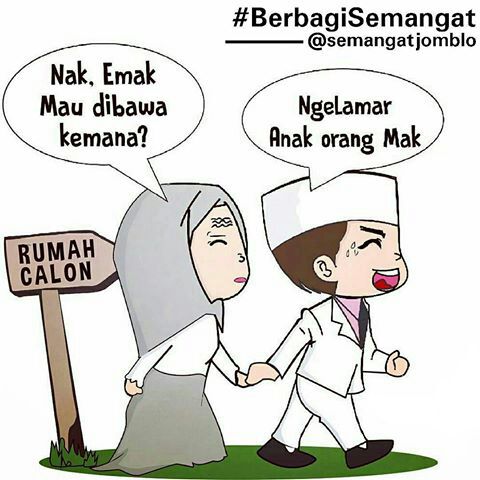 #BerbagiSemangat
@semangatjomblo
Nak, Emak
Mau dibawa
kemana?
NgeLamar
Anak orang Mak
RUMAH
CALON